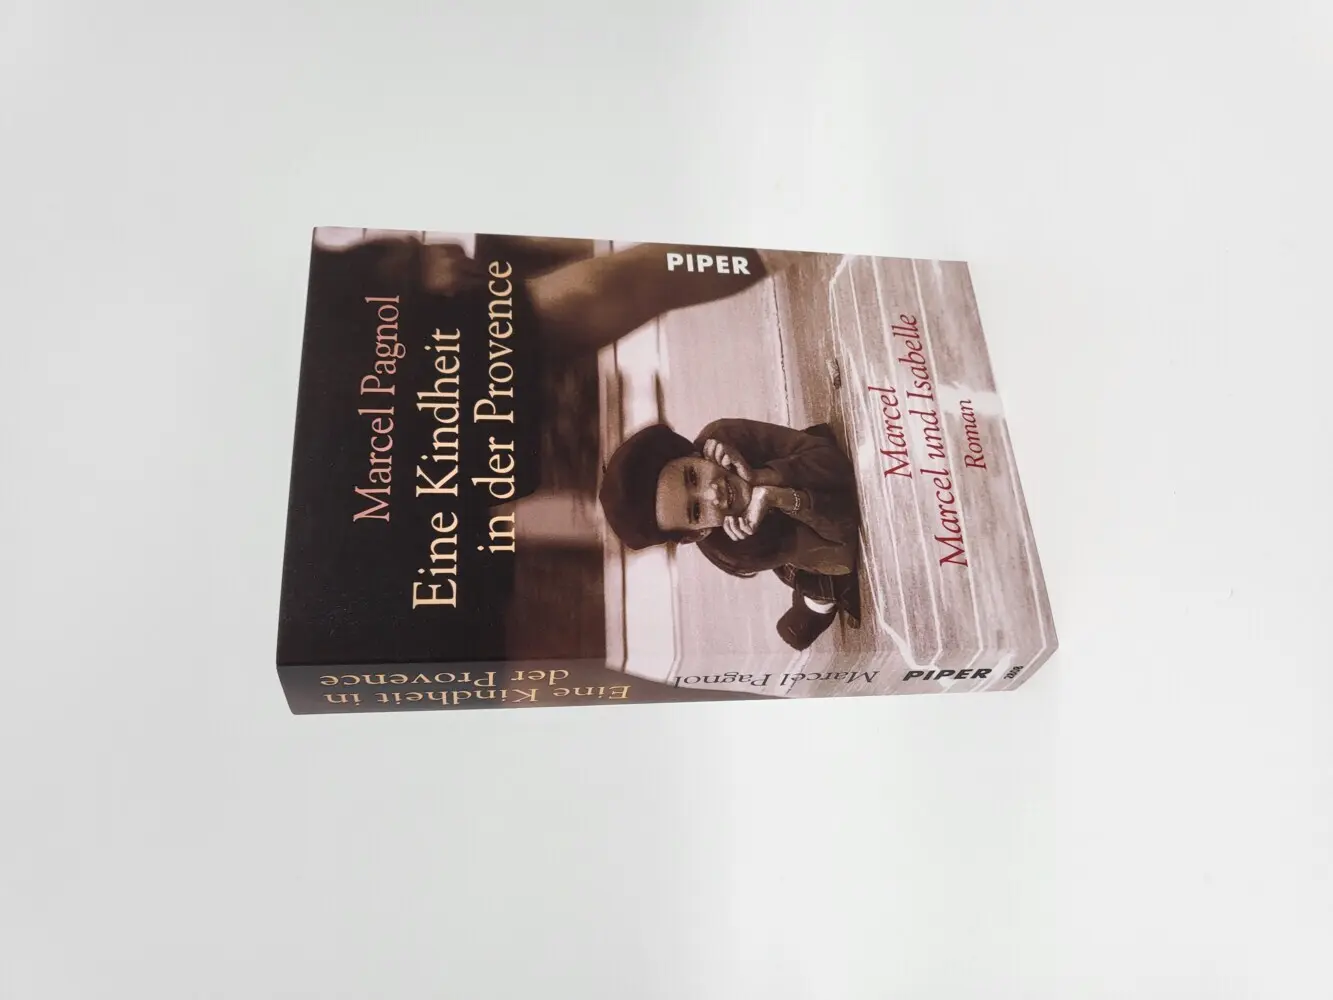 Marcel Pagnol
Eine Kindheit
in der Provence
PIPER
Marcel
Marcel und Isabelle
Roman
Eine Kindheit in
der Provence
Marcel Pagnol
PIPER